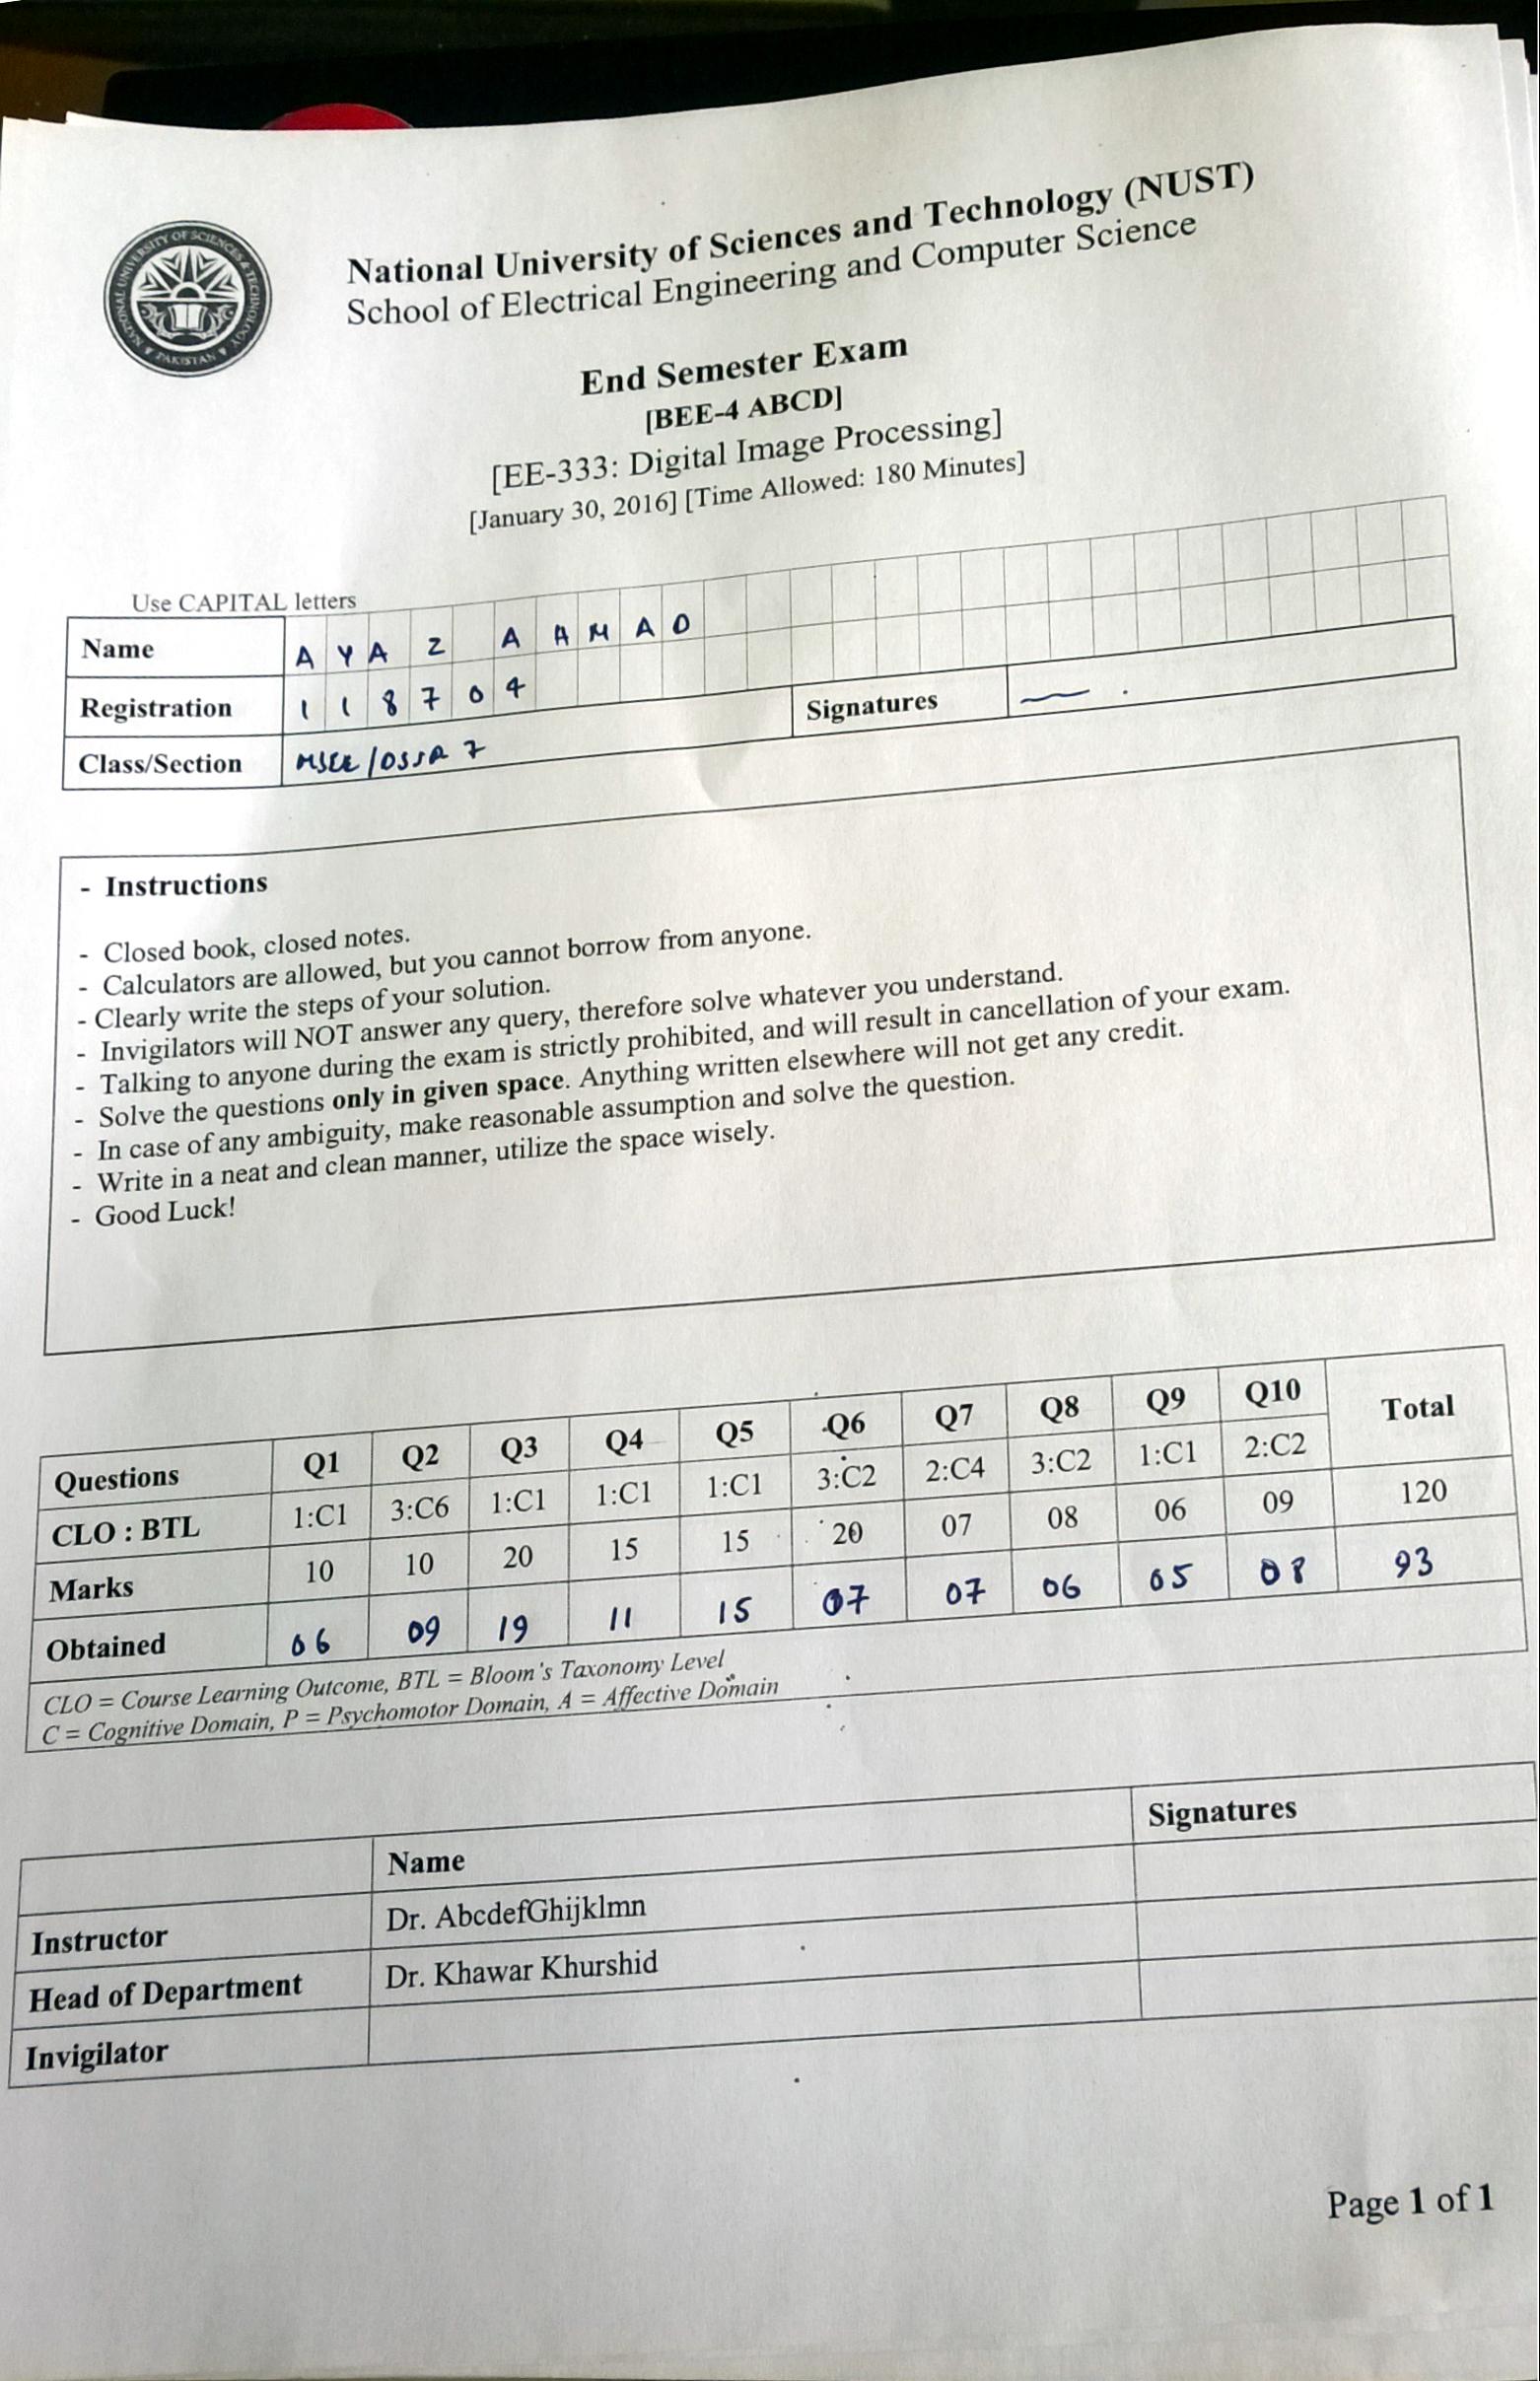 NATIONAL UNIVERSITY OF SCIENCES & TECHNOLOGY
PAKISTAN
National University of Sciences and Technology (NUST)
School of Electrical Engineering and Computer Science
End Semester Exam
[BEE-4 ABCD]
[EE-333: Digital Image Processing]
[January 30, 2016] [Time Allowed: 180 Minutes]
Use CAPITAL letters
Name AYAZ AHMAD
Registration 118704
Signatures
Class/Section 7
- Instructions
- Closed book, closed notes.
- Calculators are allowed, but you cannot borrow from anyone.
- Clearly write the steps of your solution.
- Invigilators will NOT answer any query, therefore solve whatever you understand.
- Talking to anyone during the exam is strictly prohibited, and will result in cancellation of your exam.
- Solve the questions only in given space. Anything written elsewhere will not get any credit.
- In case of any ambiguity, make reasonable assumption and solve the question.
- Write in a neat and clean manner, utilize the space wisely.
- Good Luck!
Questions Q1 Q2 Q3 Q4 Q5 Q6 Q7 Q8 Q9 Q10 Total
CLO : BTL 1:C1 3:C6 1:C1 1:C1 1:C1 3:C2 2:C4 3:C2 1:C1 2:C2
Marks 10 10 20 15 15 20 07 08 06 09 120
Obtained 06 09 19 11 15 07 07 06 05 08 93
CLO = Course Learning Outcome, BTL = Bloom's Taxonomy Level
C = Cognitive Domain, P = Psychomotor Domain, A = Affective Domain
Name Signatures
Instructor Dr. AbcdefGhijklmn
Head of Department Dr. Khawar Khurshid
Invigilator
Page 1 of 1